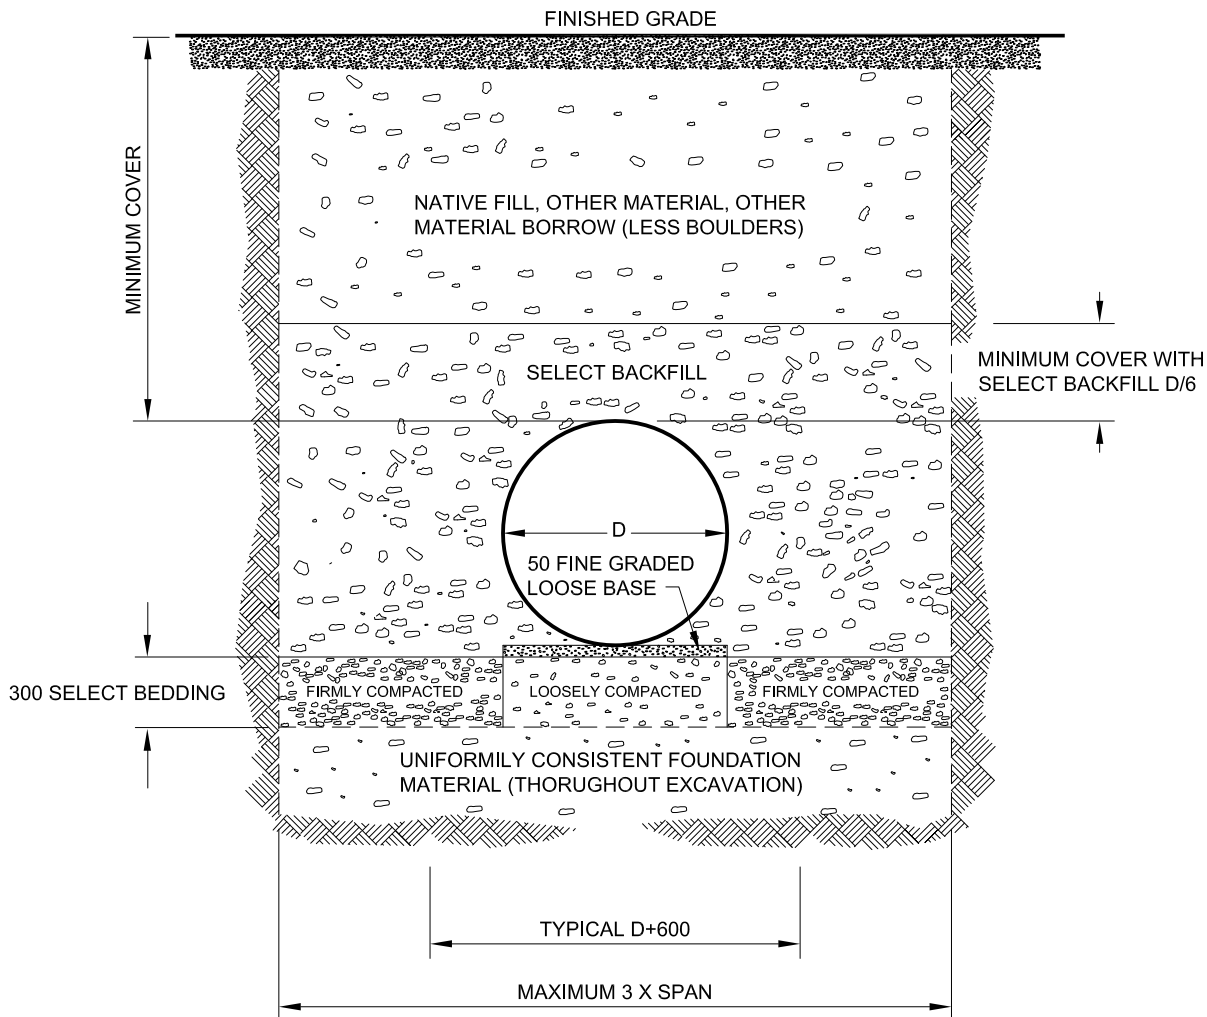 FINISHED GRADE
MINIMUM COVER
NATIVE FILL, OTHER MATERIAL, OTHER
MATERIAL BORROW (LESS BOULDERS)
SELECT BACKFILL
MINIMUM COVER WITH
SELECT BACKFILL D/6
D
50 FINE GRADED
LOOSE BASE
300 SELECT BEDDING
FIRMLY COMPACTED
LOOSELY COMPACTED
FIRMLY COMPACTED
UNIFORMILY CONSISTENT FOUNDATION
MATERIAL (THORUGHOUT EXCAVATION)
TYPICAL D+600
MAXIMUM 3 X SPAN